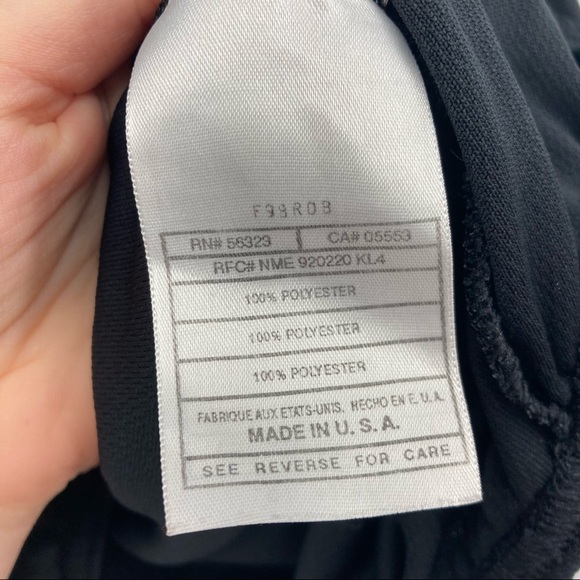 F99R03
RN# 56323 CA# 05553
RFC# NME 920220 KL4
100% POLYESTER
100% POLYESTER
100% POLYESTER
FABRIQUE AUX ETATS-UNIS. HECHO EN E.U.A.
MADE IN U.S.A.
SEE REVERSE FOR CARE